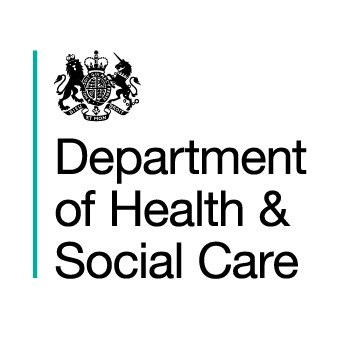 Department
of Health &
Social Care